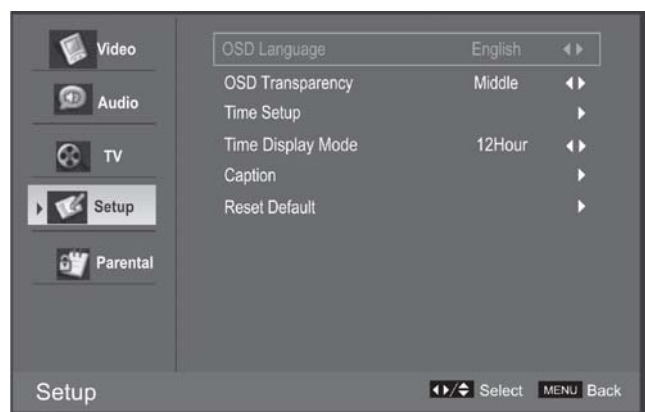 Video
Audio
TV
Setup
Parental
OSD Language English
OSD Transparency Middle
Time Setup
Time Display Mode 12Hour
Caption
Reset Default
Setup
Select MENU Back